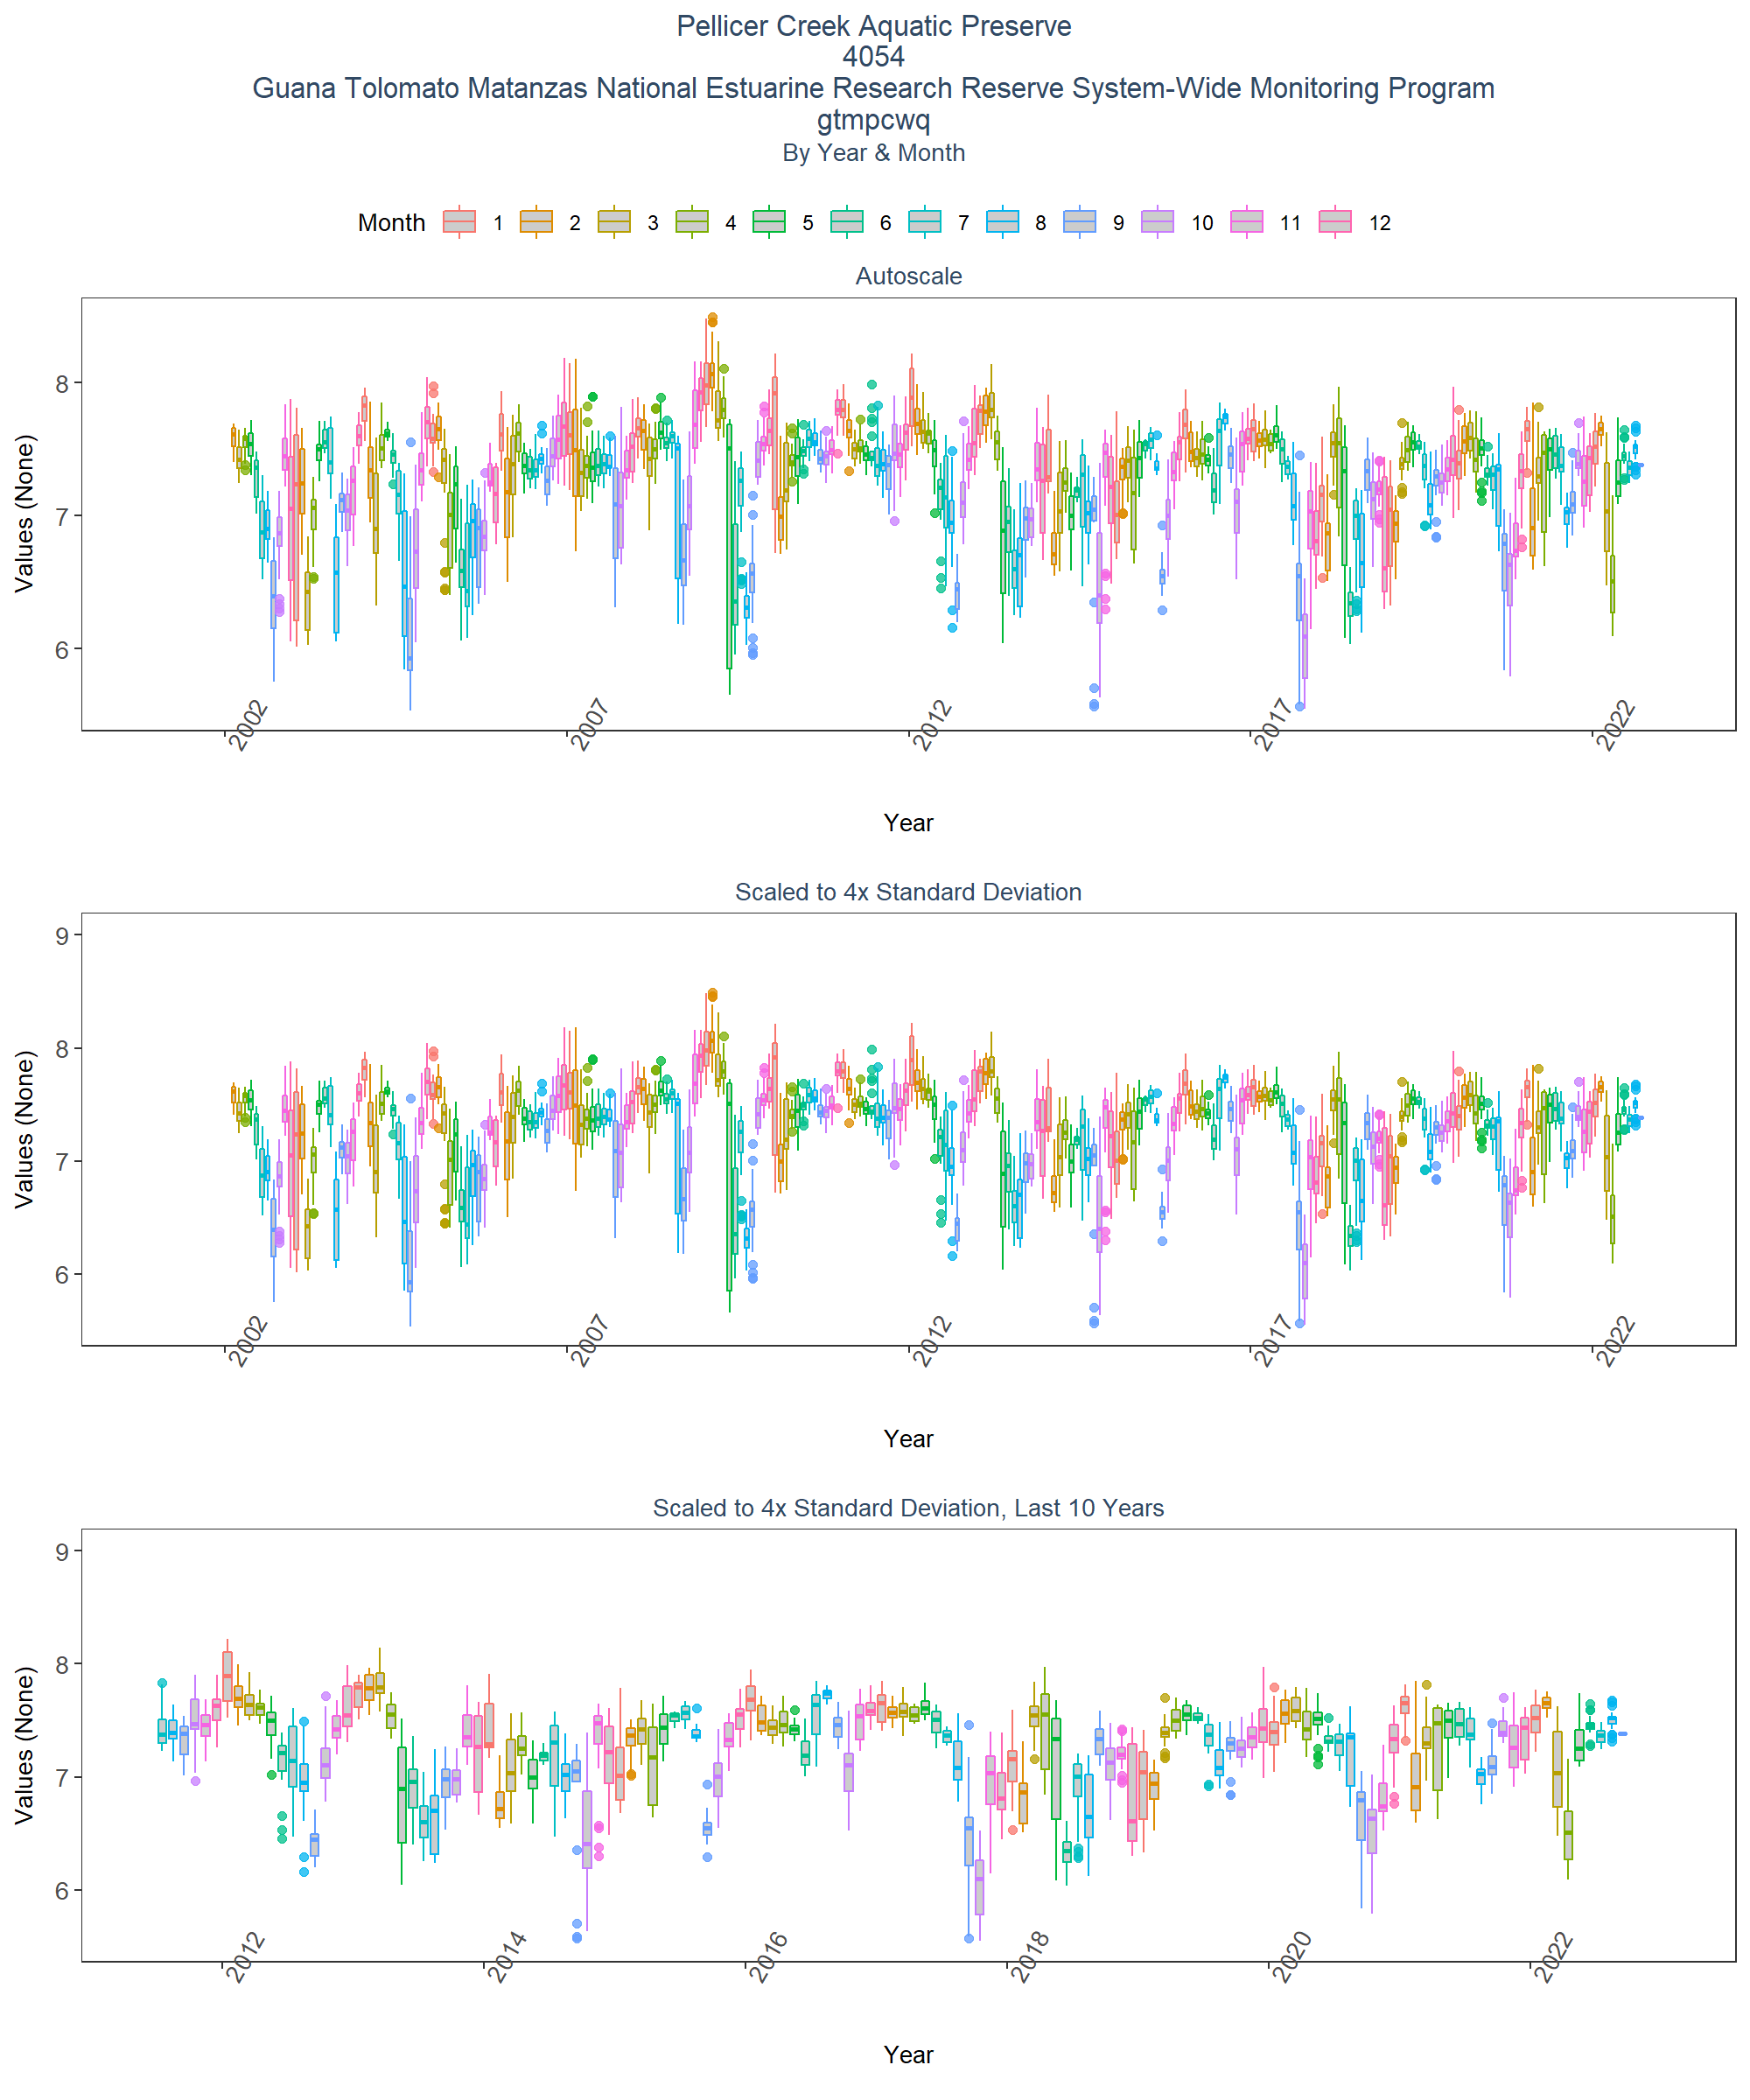 Pellicer Creek Aquatic Preserve
4054
Guana Tolomato Matanzas National Estuarine Research Reserve System-Wide Monitoring Program
gtmpcwq
By Year & Month
Month 1 2 3 4 5 6 7 8 9 10 11 12
Autoscale
Values (None)
8
7
6
2002 2007 2012 2017 2022
Year
Scaled to 4x Standard Deviation
Values (None)
9
8
7
6
2002 2007 2012 2017 2022
Year
Scaled to 4x Standard Deviation, Last 10 Years
Values (None)
9
8
7
6
2012 2014 2016 2018 2020 2022
Year